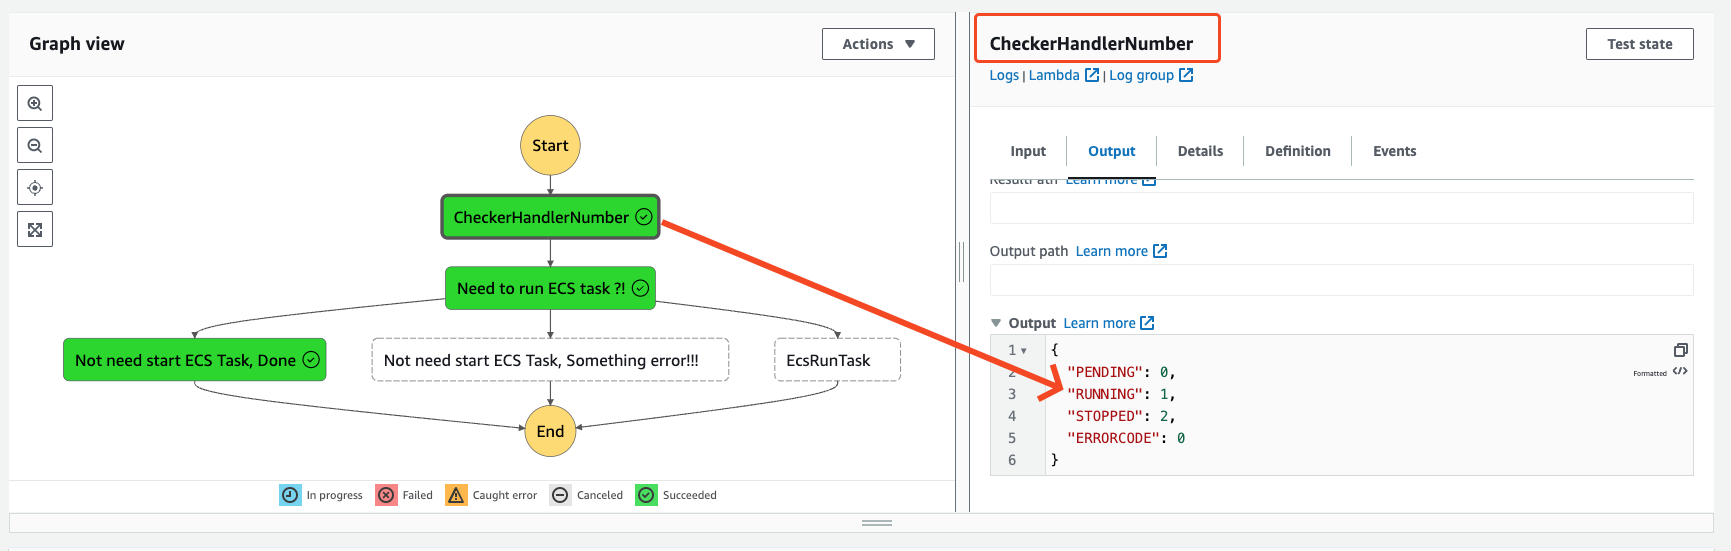 Graph view
Actions ▼
Start
CheckerHandlerNumber
Need to run ECS task ?!
Not need start ECS Task, Done
Not need start ECS Task, Something error!!!
EcsRunTask
End
In progress
Failed
Caught error
Canceled
Succeeded
CheckerHandlerNumber
Test state
Logs | Lambda | Log group
Input
Output
Details
Definition
Events
ResultPath Learn more
Output path Learn more
▼ Output Learn more
1 ▾ {
2 "PENDING": 0,
3 "RUNNING": 1,
4 "STOPPED": 2,
5 "ERRORCODE": 0
6 }
Formatted </>